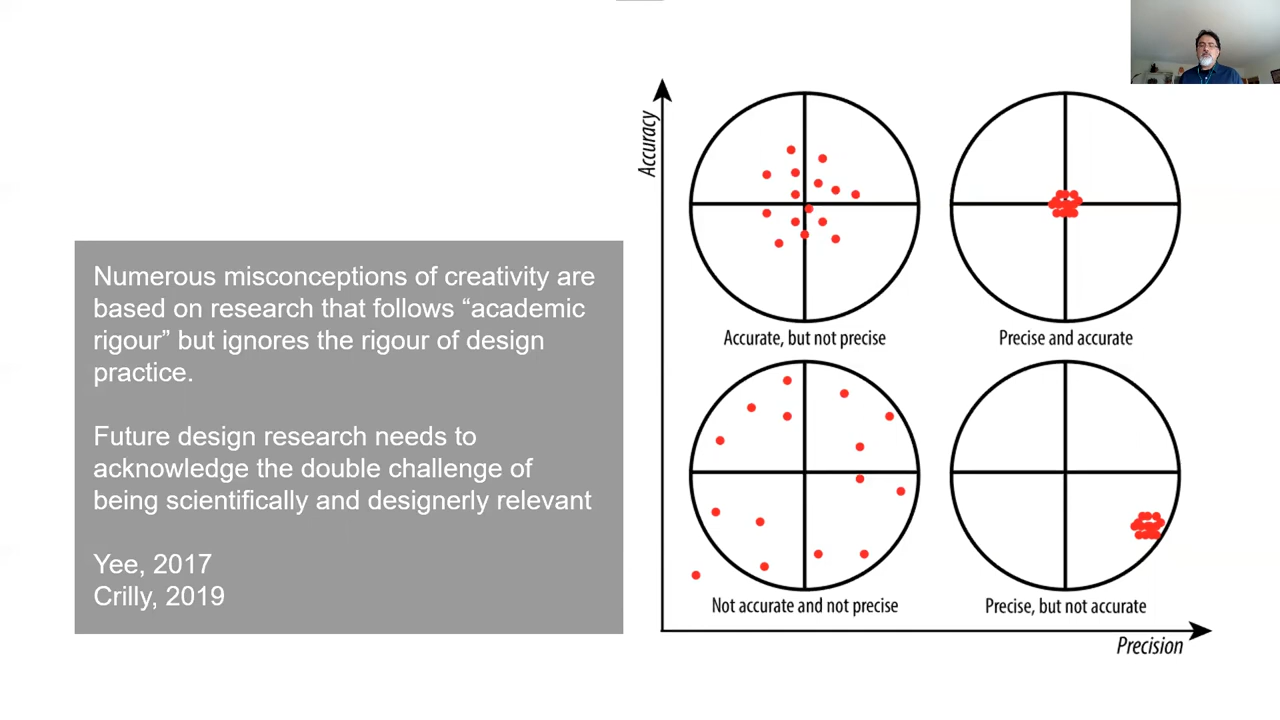 Numerous misconceptions of creativity are
based on research that follows “academic
rigour” but ignores the rigour of design
practice.
Future design research needs to
acknowledge the double challenge of
being scientifically and designerly relevant
Yee, 2017
Crilly, 2019
Accuracy
Accurate, but not precise
Precise and accurate
Not accurate and not precise
Precise, but not accurate
Precision